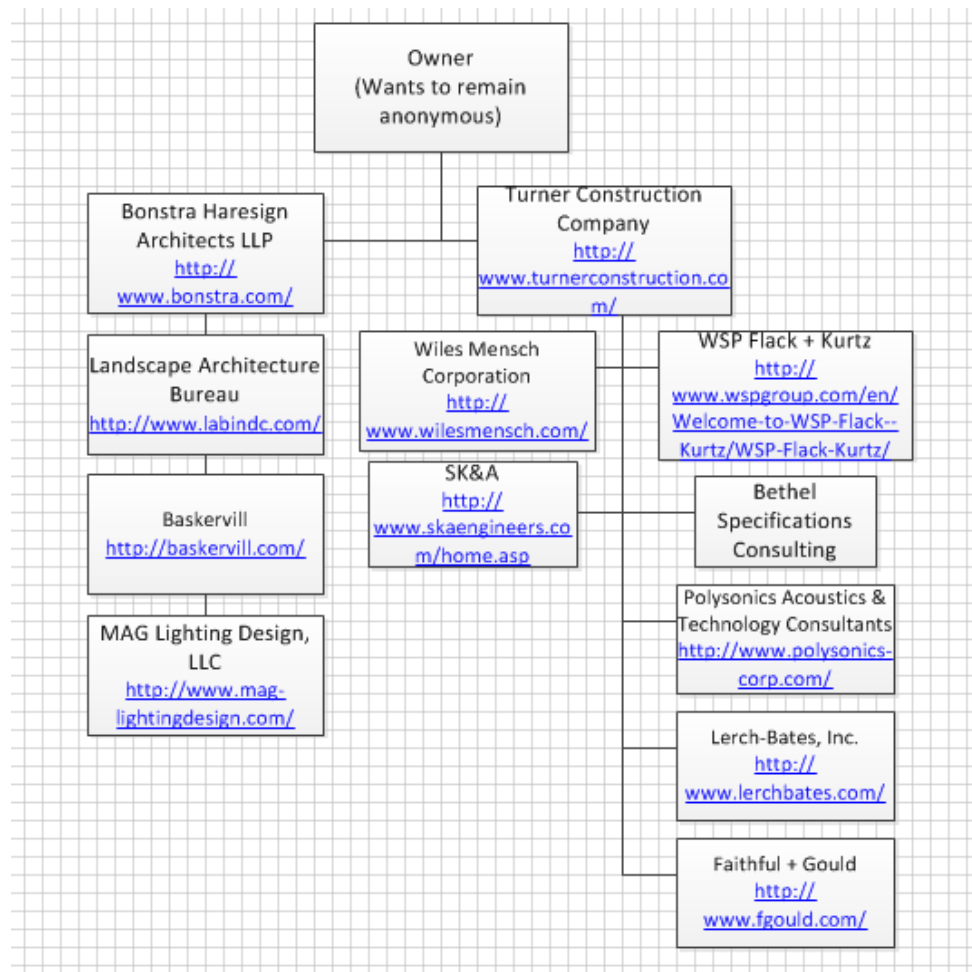 Owner
(Wants to remain
anonymous)
Bonstra Haresign
Architects LLP
http://
www.bonstra.com/
Turner Construction
Company
http://
www.turnerconstruction.co
m/
Landscape Architecture
Bureau
http://www.labindc.com/
Baskervill
http://baskervill.com/
MAG Lighting Design,
LLC
http://www.mag-
lightingdesign.com/
Wiles Mensch
Corporation
http://
www.wilesmensch.com/
WSP Flack + Kurtz
http://
www.wspgroup.com/en/
Welcome-to-WSP-Flack--
Kurtz/WSP-Flack-Kurtz/
SK&A
http://
www.skaengineers.co
m/home.asp
Bethel
Specifications
Consulting
Polysonics Acoustics &
Technology Consultants
http://www.polysonics-
corp.com/
Lerch-Bates, Inc.
http://
www.lerchbates.com/
Faithful + Gould
http://
www.fgould.com/